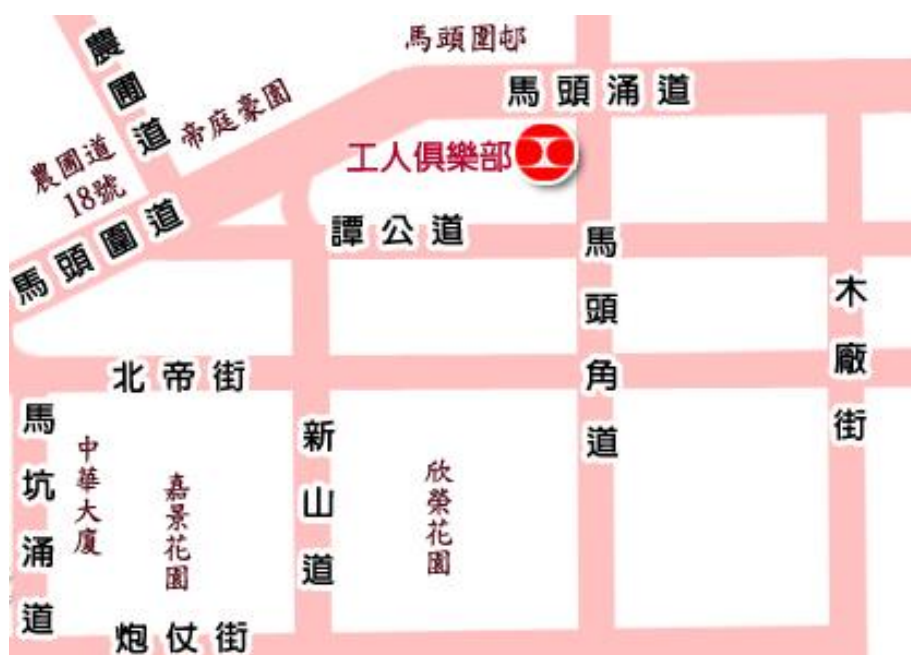 農圃道
馬頭圍邨
馬頭涌道
帝庭豪園
農圃道
18號
工人俱樂部
馬頭圍道
譚公道
馬頭角道
木廠街
北帝街
馬坑涌道
中華大廈
嘉景花園
新山道
欣榮花園
炮仗街